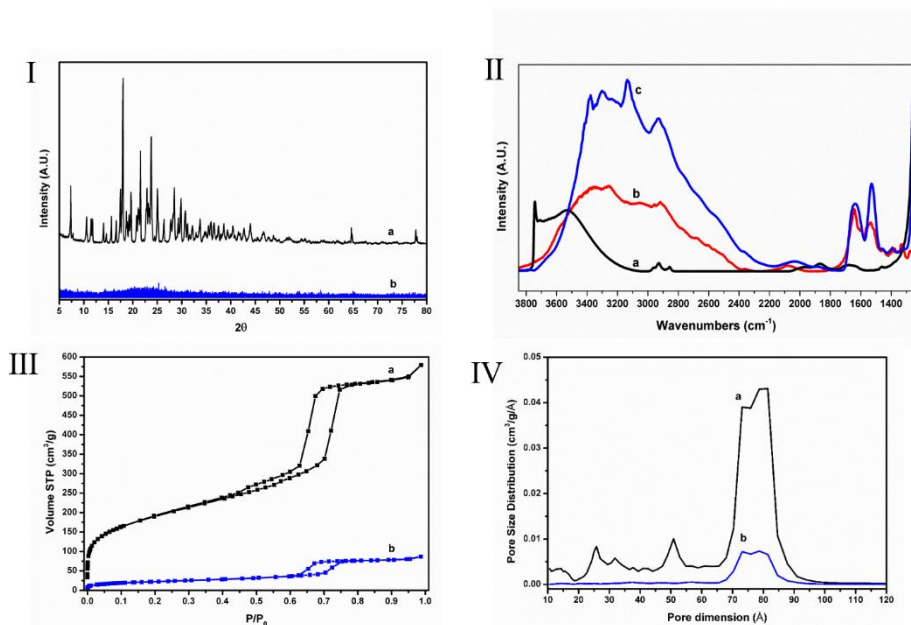 I
Intensity (A.U.)
a
b
5 10 15 20 25 30 35 40 45 50 55 60 65 70 75 80
2θ
II
Intensity (A.U.)
c
b
a
3800 3600 3400 3200 3000 2800 2600 2400 2200 2000 1800 1600 1400
Wavenumbers (cm⁻¹)
III
Volume STP (cm³/g)
600
550
500
450
400
350
300
250
200
150
100
50
0
a
b
0.0 0.1 0.2 0.3 0.4 0.5 0.6 0.7 0.8 0.9 1.0
P/P₀
IV
Pore Size Distribution (cm³/g/Å)
0.05
0.04
0.03
0.02
0.01
0.00
a
b
10 20 30 40 50 60 70 80 90 100 110 120
Pore dimension (Å)